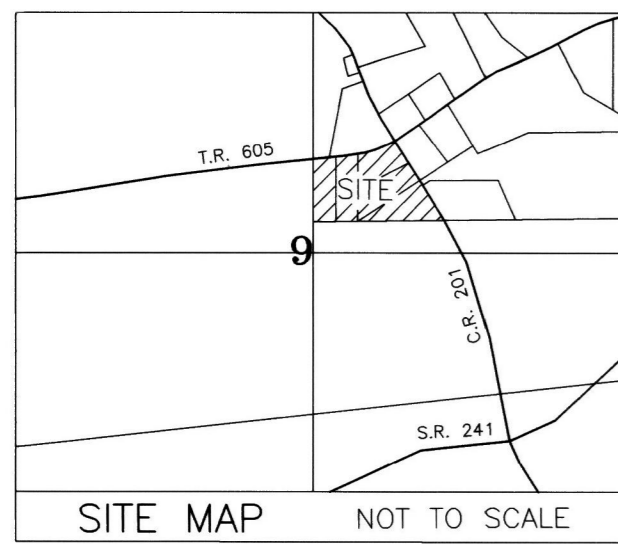 T.R. 605
SITE
9
C.R. 201
S.R. 241
SITE MAP
NOT TO SCALE